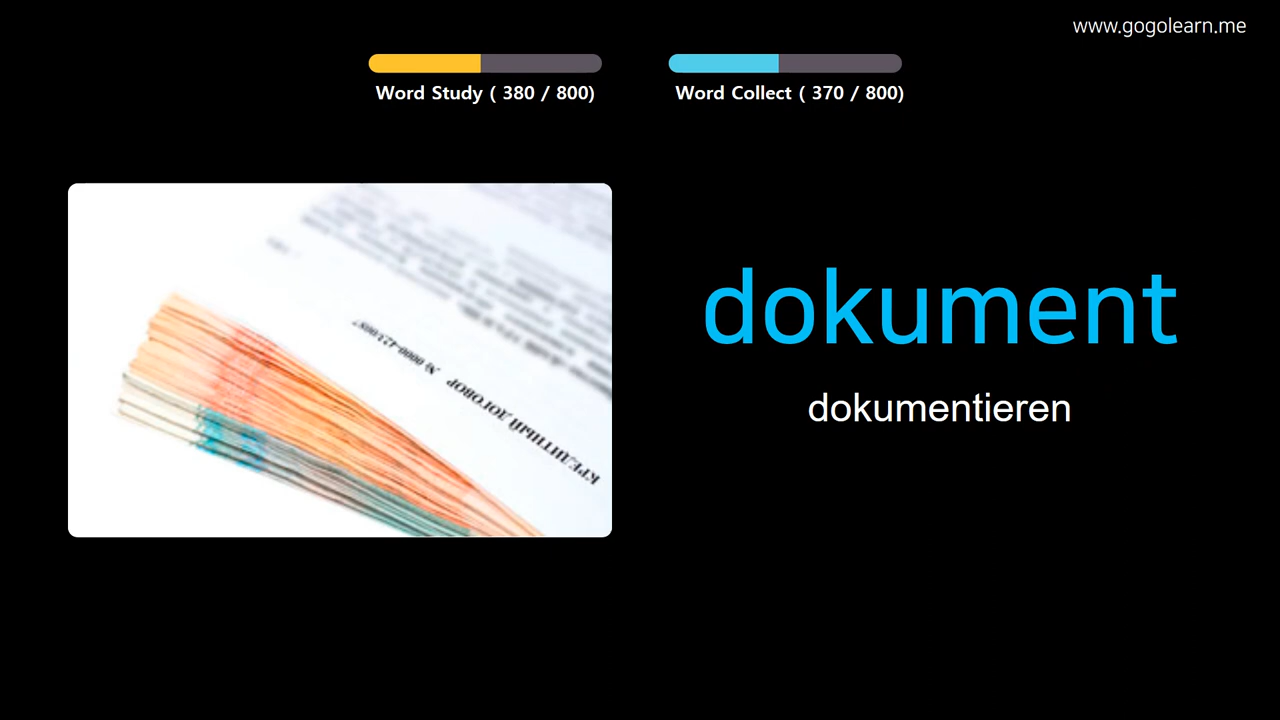 www.gogolearn.me
Word Study ( 380 / 800)
Word Collect ( 370 / 800)
dokument
dokumentieren
КРЕДИТНЫЙ ДОГОВОР